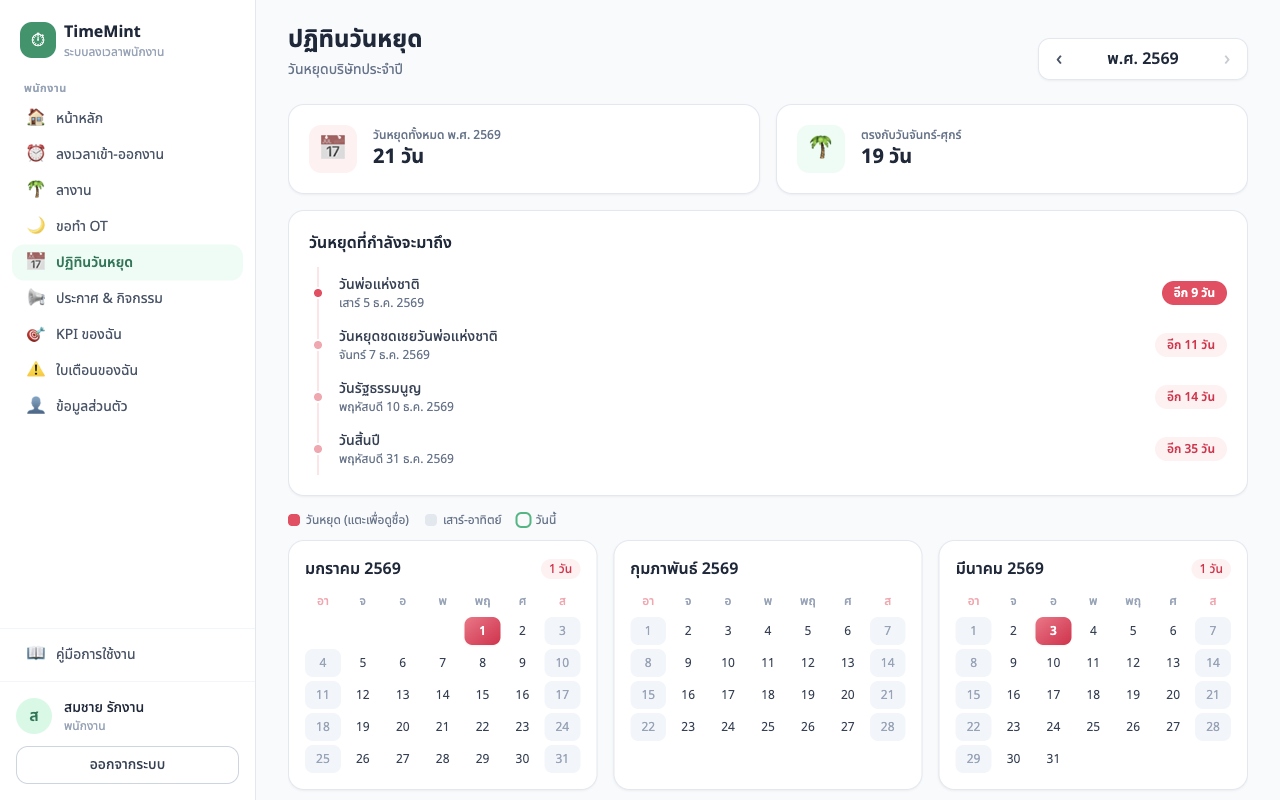 TimeMint
ระบบลงเวลาพนักงาน
พนักงาน
หน้าหลัก
ลงเวลาเข้า-ออกงาน
ลางาน
ขอทำ OT
ปฏิทินวันหยุด
ประกาศ & กิจกรรม
KPI ของฉัน
ใบเตือนของฉัน
ข้อมูลส่วนตัว
คู่มือการใช้งาน
ส
สมชาย รักงาน
พนักงาน
ออกจากระบบ
ปฏิทินวันหยุด
วันหยุดบริษัทประจำปี
‹ พ.ศ. 2569 ›
17
วันหยุดทั้งหมด พ.ศ. 2569
21 วัน
ตรงกับวันจันทร์-ศุกร์
19 วัน
วันหยุดที่กำลังจะมาถึง
วันพ่อแห่งชาติ
เสาร์ 5 ธ.ค. 2569
อีก 9 วัน
วันหยุดชดเชยวันพ่อแห่งชาติ
จันทร์ 7 ธ.ค. 2569
อีก 11 วัน
วันรัฐธรรมนูญ
พฤหัสบดี 10 ธ.ค. 2569
อีก 14 วัน
วันสิ้นปี
พฤหัสบดี 31 ธ.ค. 2569
อีก 35 วัน
วันหยุด (แตะเพื่อดูชื่อ) เสาร์-อาทิตย์ วันนี้
มกราคม 2569 1 วัน
อา จ อ พ พฤ ศ ส
1 2 3
4 5 6 7 8 9 10
11 12 13 14 15 16 17
18 19 20 21 22 23 24
25 26 27 28 29 30 31
กุมภาพันธ์ 2569
อา จ อ พ พฤ ศ ส
1 2 3 4 5 6 7
8 9 10 11 12 13 14
15 16 17 18 19 20 21
22 23 24 25 26 27 28
มีนาคม 2569 1 วัน
อา จ อ พ พฤ ศ ส
1 2 3 4 5 6 7
8 9 10 11 12 13 14
15 16 17 18 19 20 21
22 23 24 25 26 27 28
29 30 31